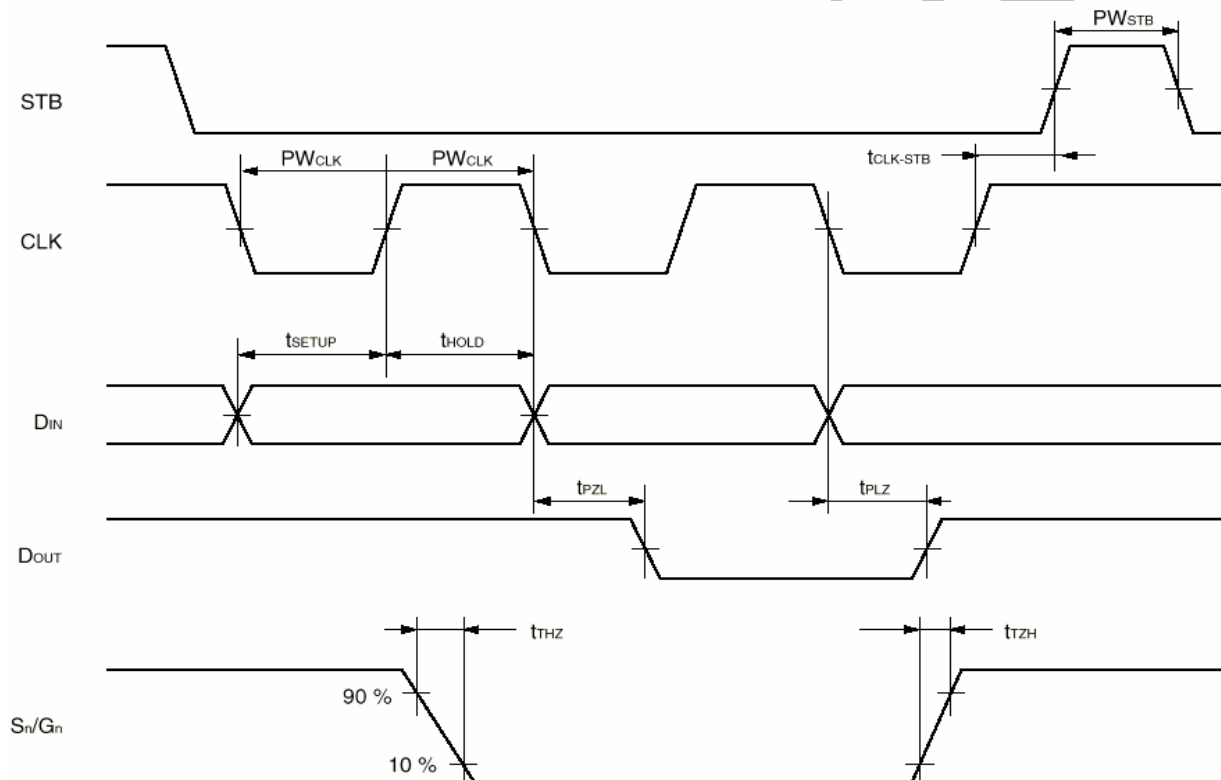 PWSTB
STB
PWCLK PWCLK
tCLK-STB
CLK
tSETUP tHOLD
DIN
tPZL tPLZ
DOUT
tTHZ tTZH
90 %
Sn/Gn
10 %